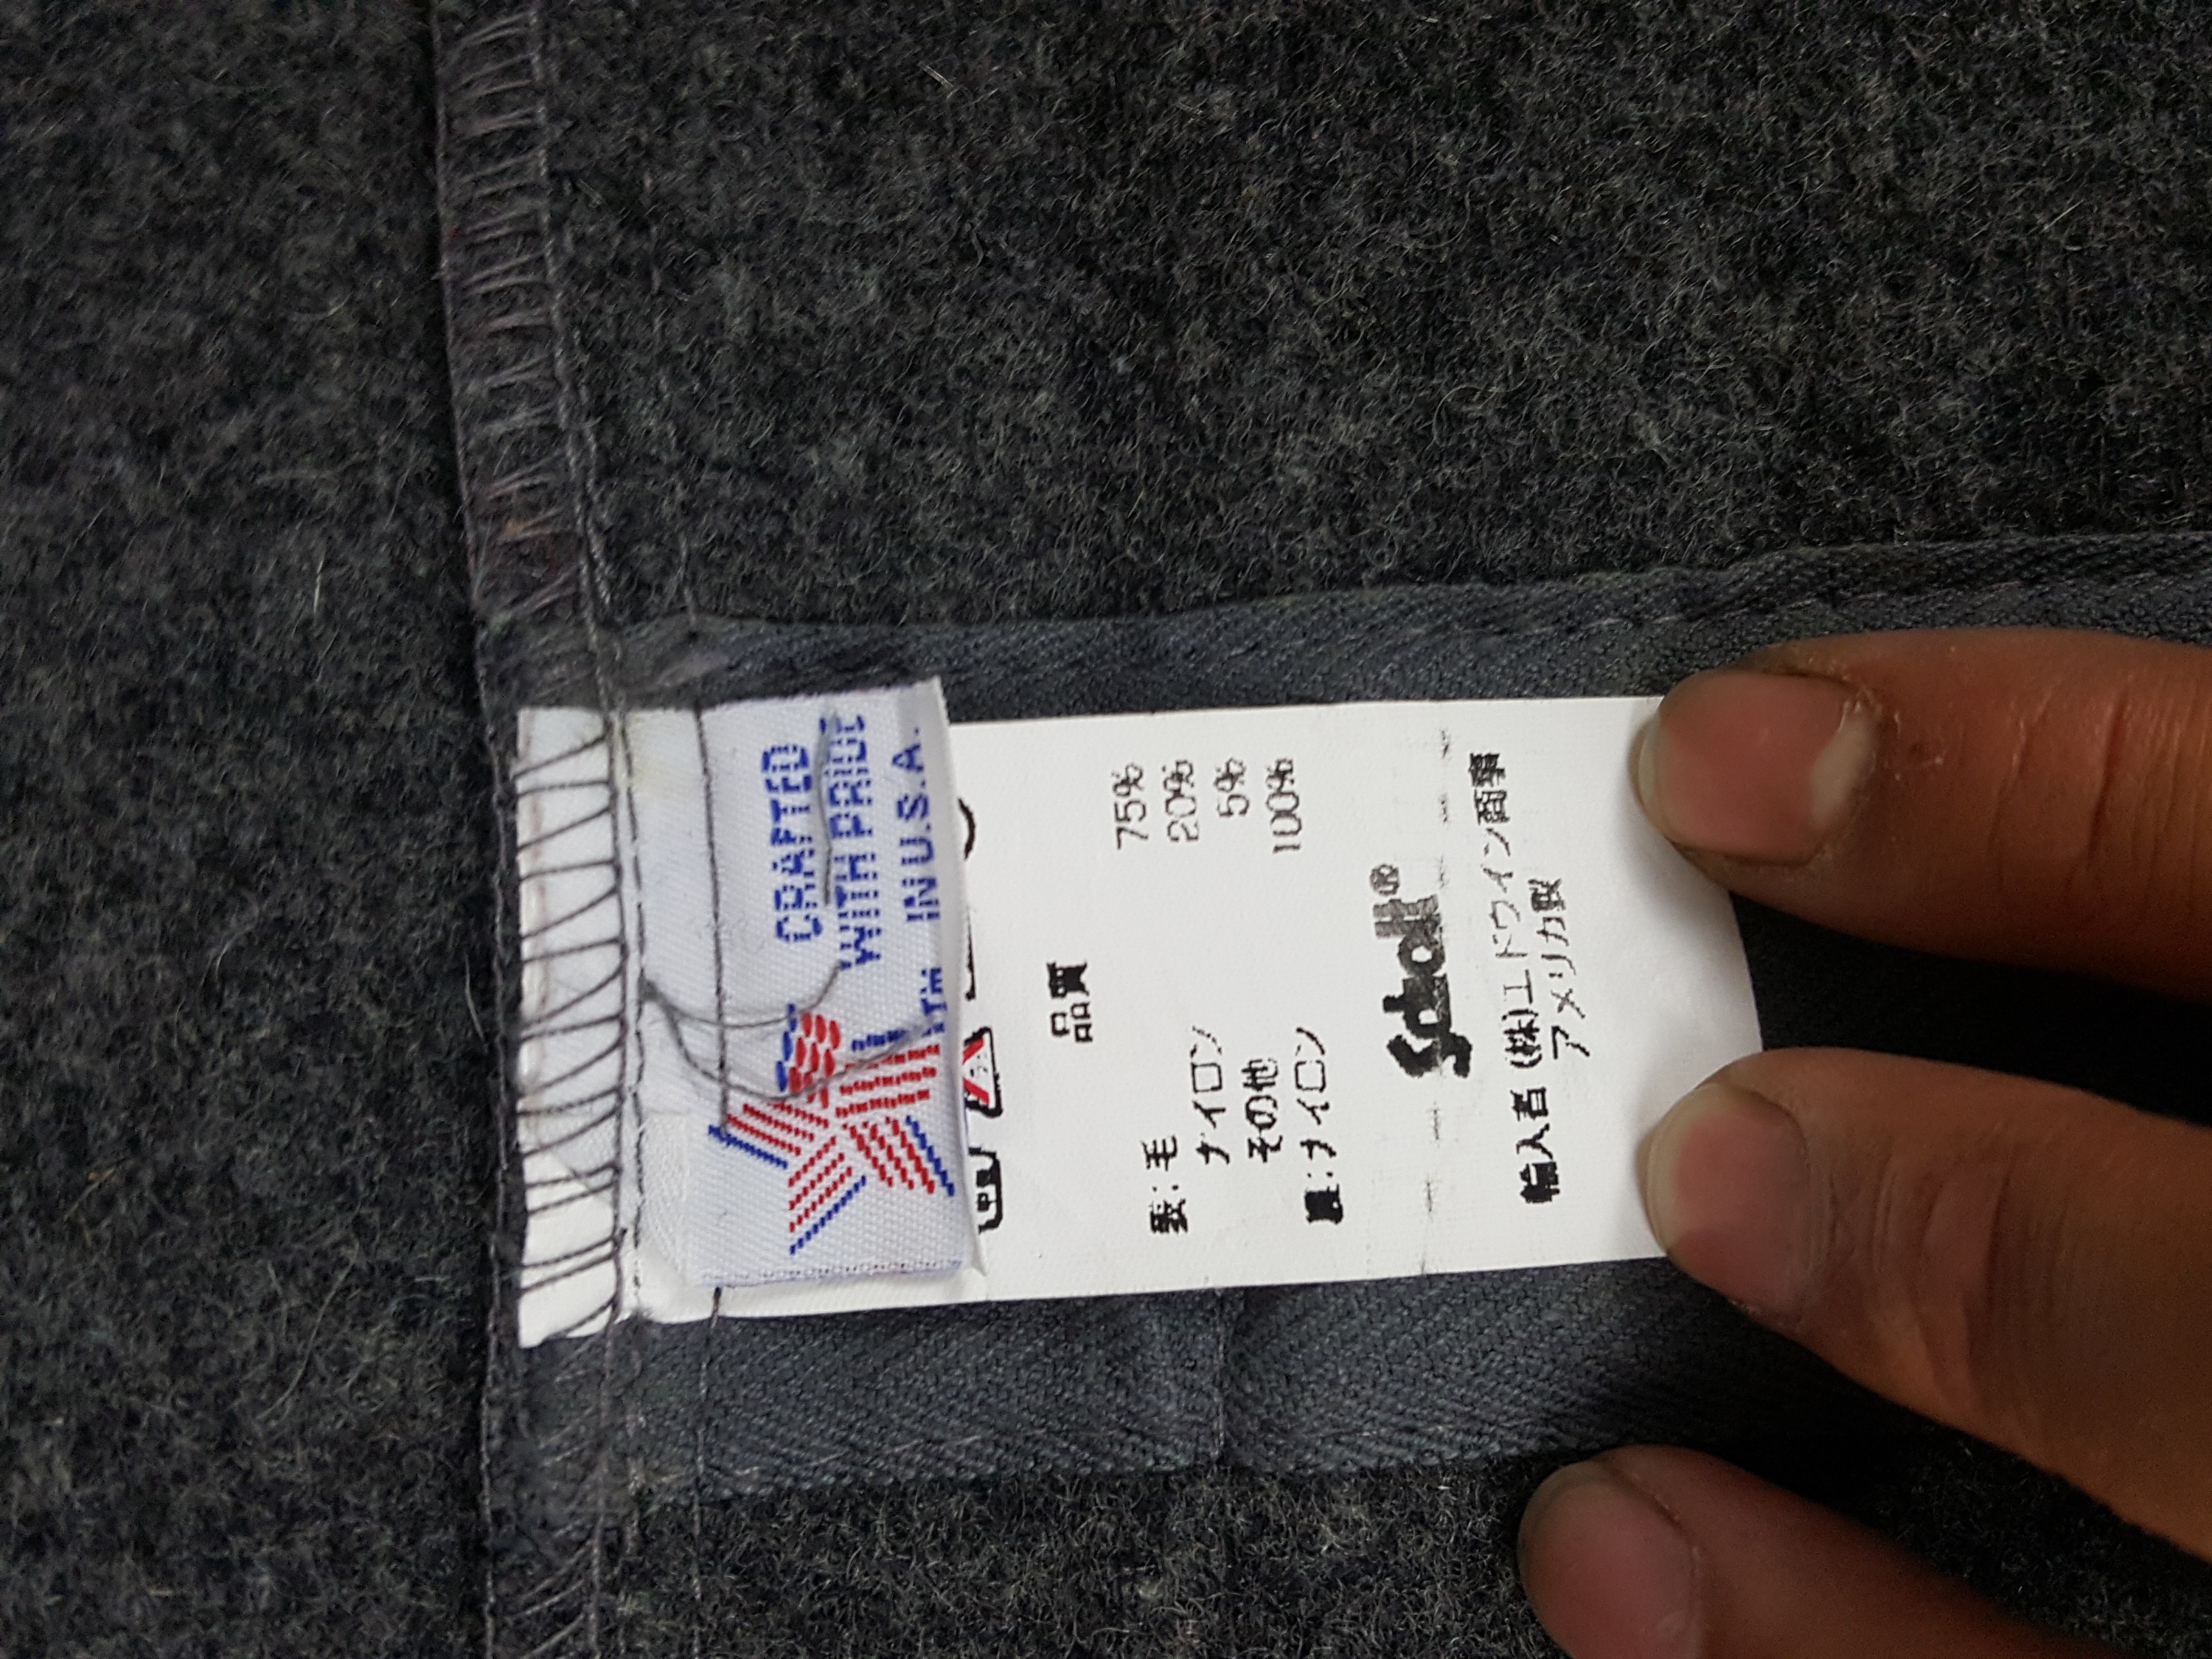 CRAFTED
WITH PRIDE
IN U.S.A.
品質
表：毛 75%
ナイロン 20%
その他 5%
裏：ナイロン 100%
Schott®
輸入者 (株)エドウイン商事
アメリカ製